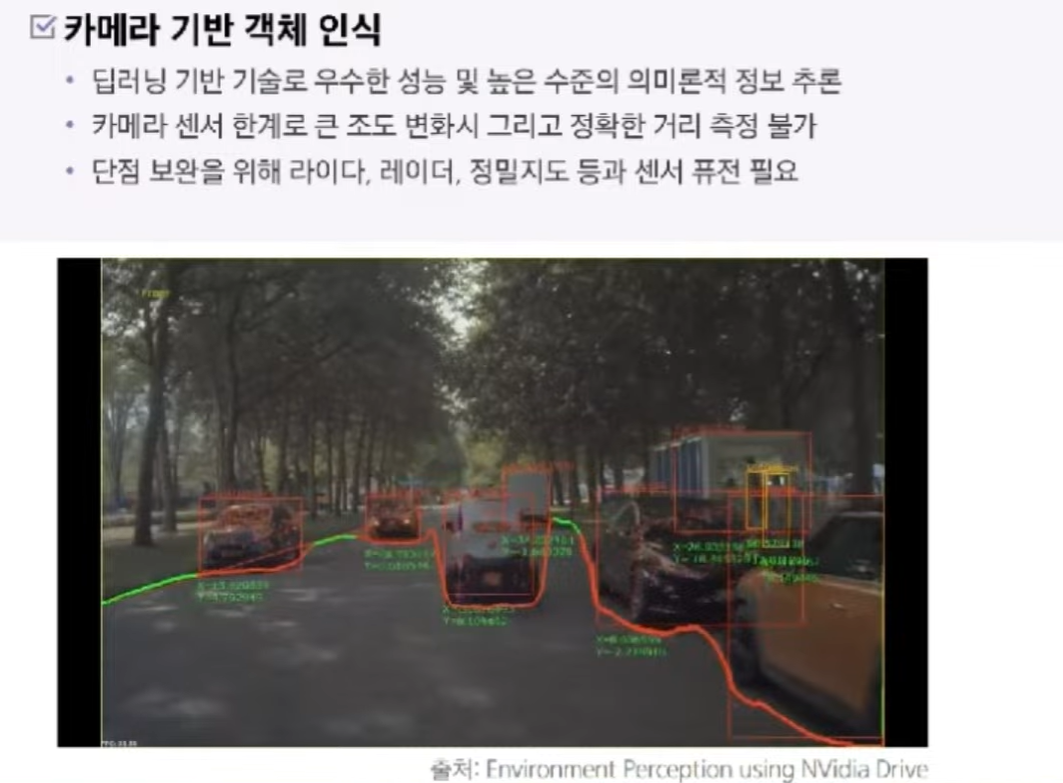 카메라 기반 객체 인식
• 딥러닝 기반 기술로 우수한 성능 및 높은 수준의 의미론적 정보 추론
• 카메라 센서 한계로 큰 조도 변화시 그리고 정확한 거리 측정 불가
• 단점 보완을 위해 라이다, 레이더, 정밀지도 등과 센서 퓨전 필요
출처: Environment Perception using NVidia Drive